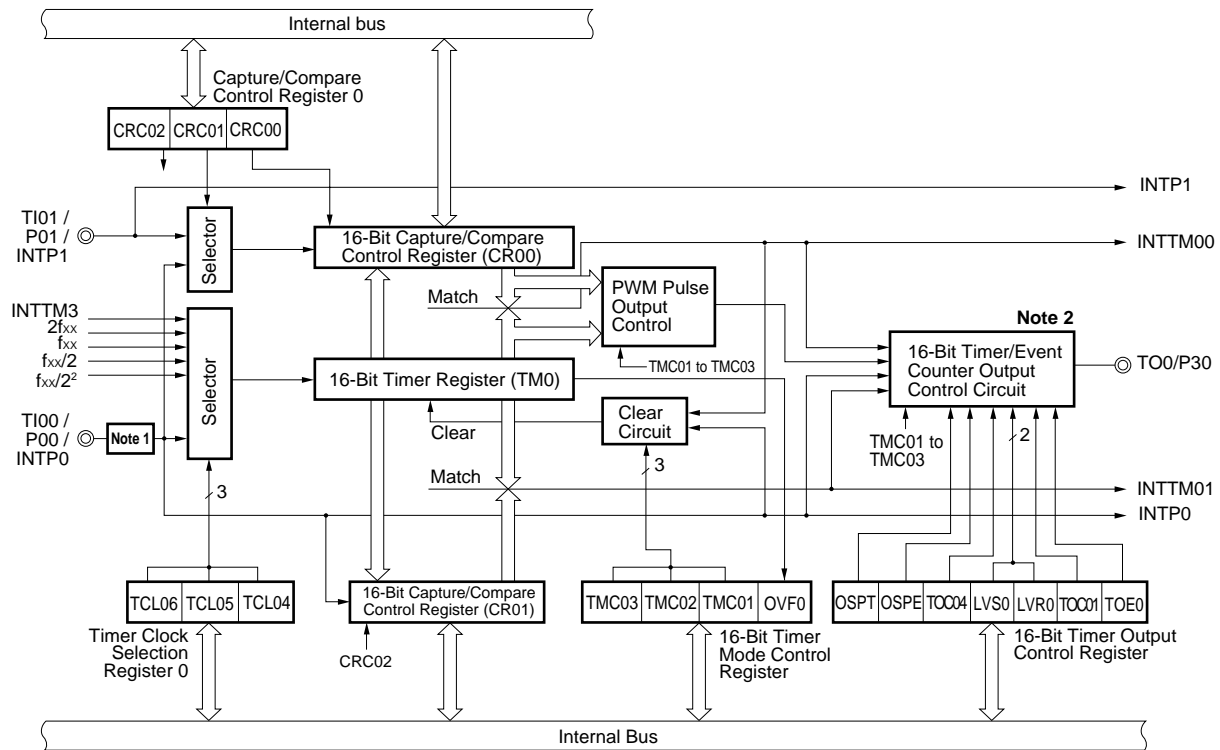 Internal bus
Capture/Compare
Control Register 0
CRC02 CRC01 CRC00
INTP1
TI01 /
P01 /
INTP1
Selector
16-Bit Capture/Compare
Control Register (CR00)
INTTM00
Match
PWM Pulse
Output
Control
INTTM3
2fxx
fxx
fxx/2
fxx/2²
Selector
Note 2
16-Bit Timer/Event
Counter Output
Control Circuit
TO0/P30
TMC01 to TMC03
16-Bit Timer Register (TM0)
TI00 /
P00 /
INTP0
Note 1
Clear
Clear
Circuit
TMC01 to
TMC03
2
3
3
Match
INTTM01
INTP0
TCL06 TCL05 TCL04
16-Bit Capture/Compare
Control Register (CR01)
TMC03 TMC02 TMC01 OVF0
OSPT OSPE TOC04 LVS0 LVR0 TOC01 TOE0
Timer Clock
Selection
Register 0
CRC02
16-Bit Timer
Mode Control
Register
16-Bit Timer Output
Control Register
Internal Bus